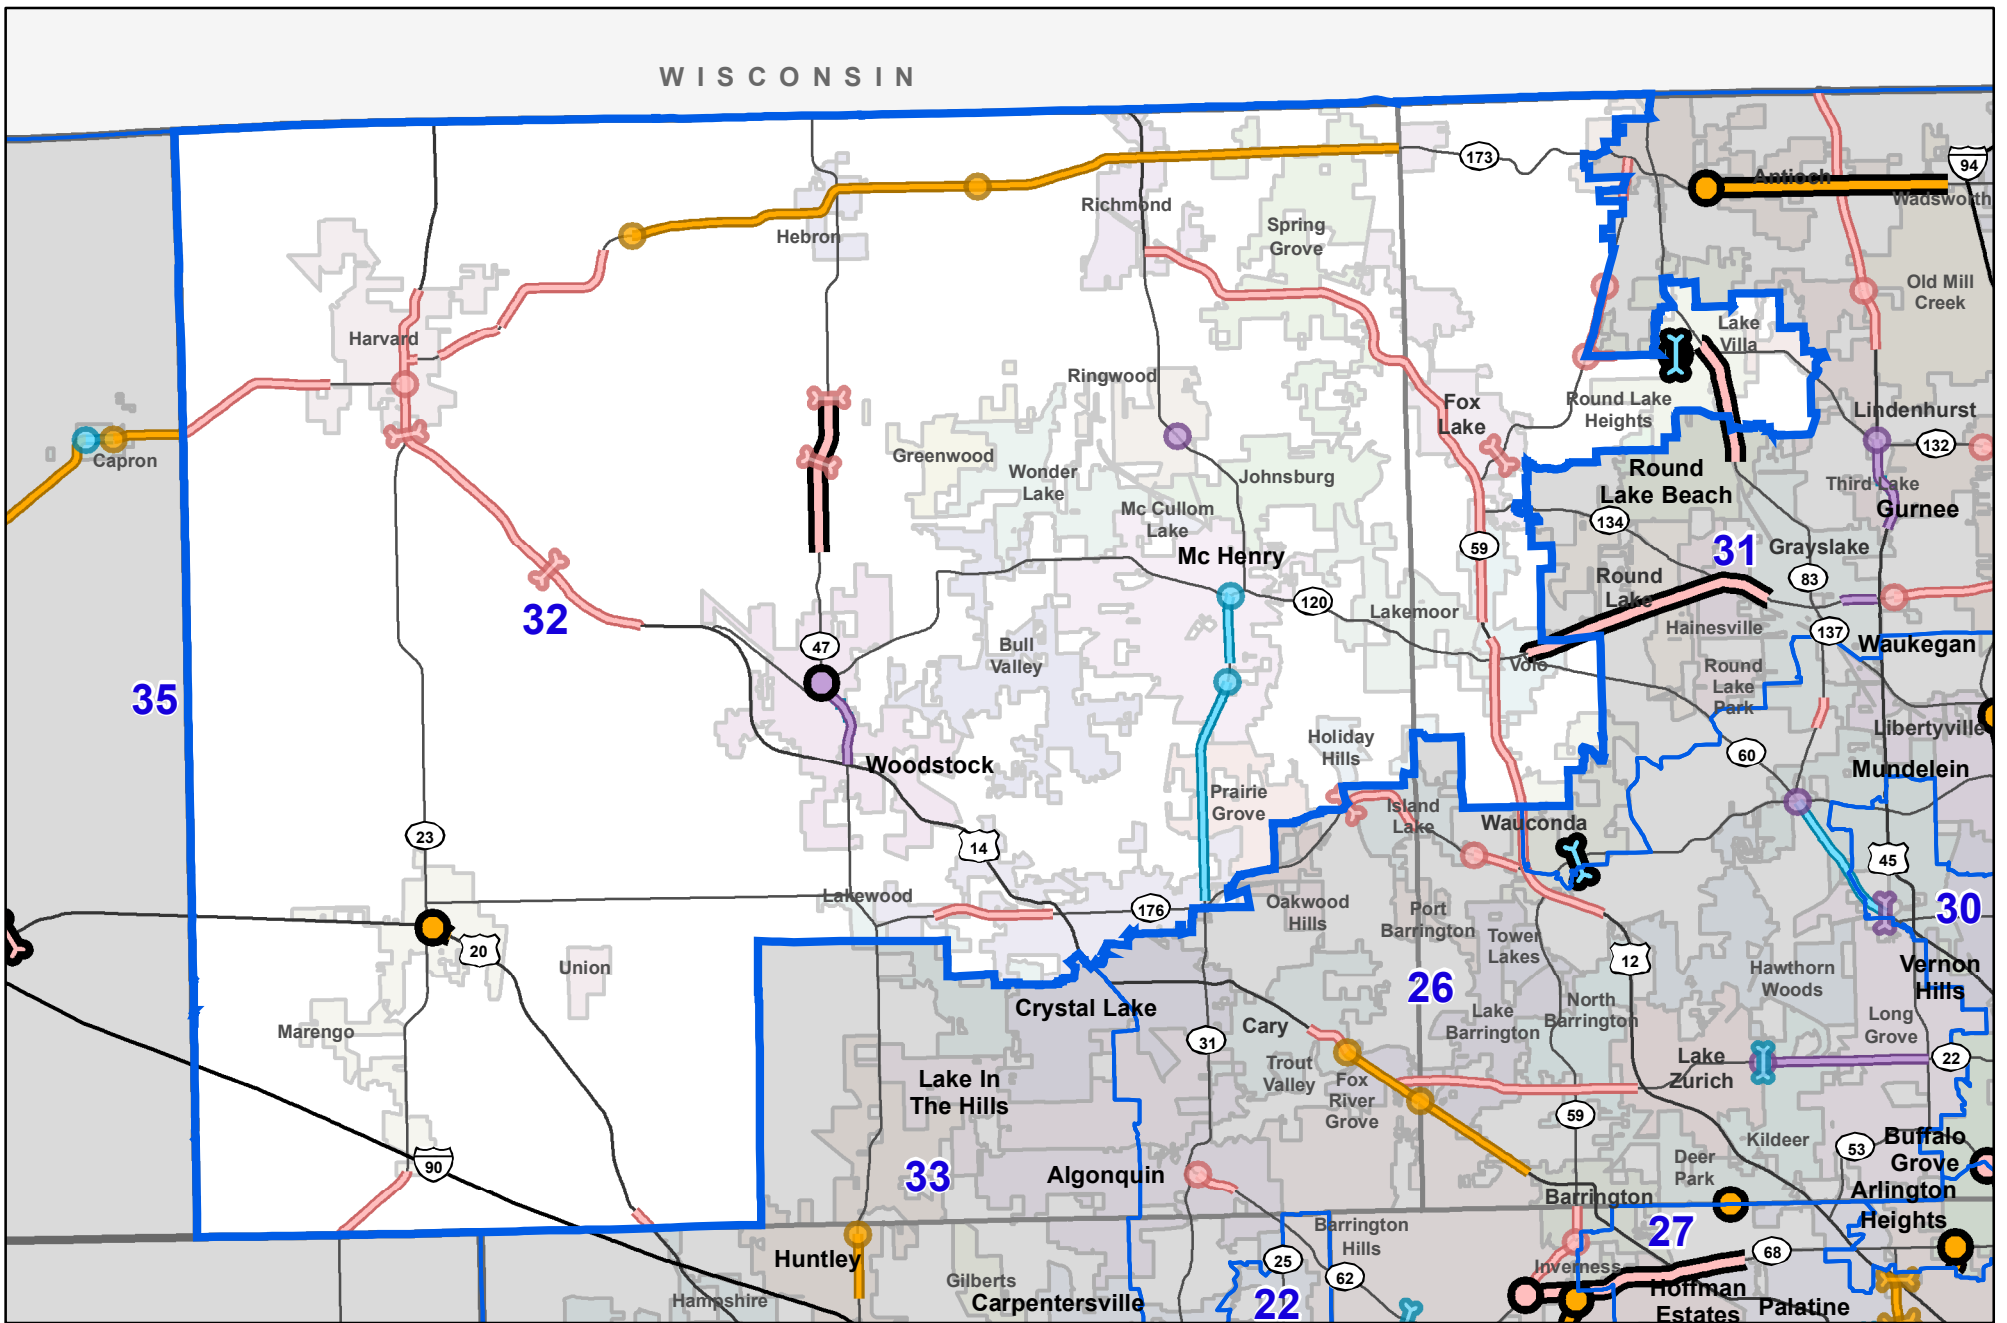 WISCONSIN
173
94
Antioch
Wadsworth
Richmond
Spring
Grove
Hebron
Old Mill
Creek
Harvard
Lake
Villa
Ringwood
Fox
Lake
Round Lake
Heights
Lindenhurst
132
Capron
Greenwood
Wonder
Lake
Johnsburg
Round
Lake Beach
Third Lake
Gurnee
Mc Cullom
Lake
134
Mc Henry
59
31
Grayslake
83
Round
Lake
32
120
Lakemoor
Hainesville
137
Waukegan
47
Bull
Valley
Volo
Round
Lake
Park
35
Libertyville
Holiday
Hills
60
Woodstock
Mundelein
Prairie
Grove
Island
Lake
Wauconda
23
14
45
Lakewood
176
Oakwood
Hills
Port
Barrington
30
20
Tower
Lakes
12
Union
Hawthorn
Woods
Vernon
Hills
26
Crystal Lake
North
Barrington
Lake
Barrington
Marengo
Cary
31
Long
Grove
Trout
Valley
Lake
Zurich
22
Lake In
The Hills
Fox
River
Grove
59
Kildeer
53
Buffalo
Grove
90
33
Algonquin
Deer
Park
Barrington
Arlington
Heights
Barrington
Hills
27
Huntley
25
68
62
Inverness
Gilberts
Hampshire
Carpentersville
22
Hoffman
Estates
Palatine